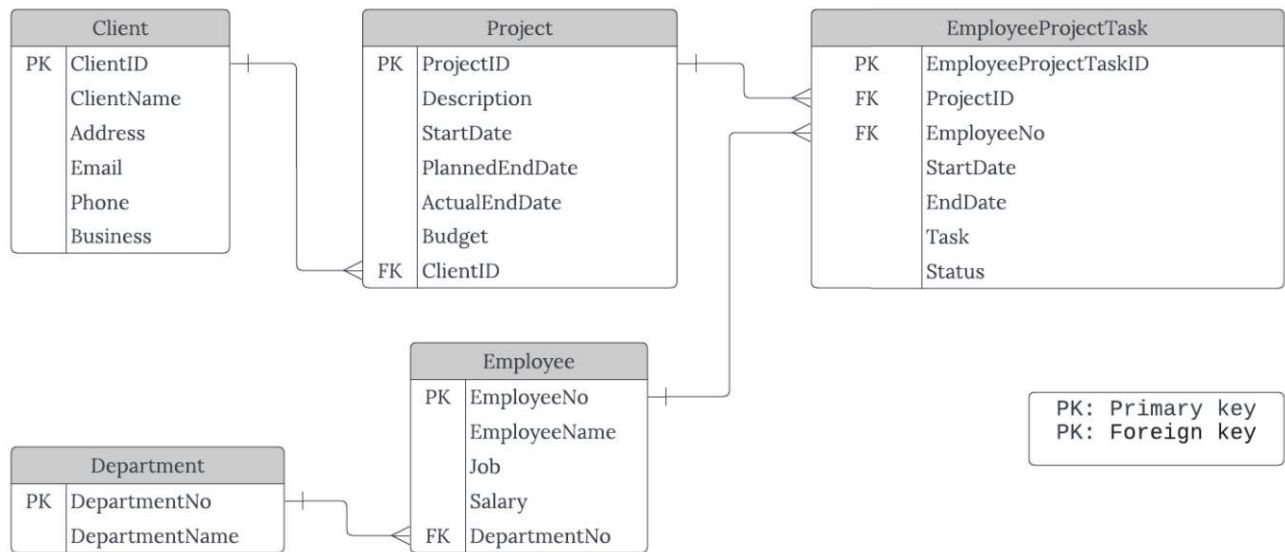 Client
PK ClientID
ClientName
Address
Email
Phone
Business
Project
PK ProjectID
Description
StartDate
PlannedEndDate
ActualEndDate
Budget
FK ClientID
EmployeeProjectTask
PK EmployeeProjectTaskID
FK ProjectID
FK EmployeeNo
StartDate
EndDate
Task
Status
Employee
PK EmployeeNo
EmployeeName
Job
Salary
FK DepartmentNo
Department
PK DepartmentNo
DepartmentName
PK: Primary key
PK: Foreign key